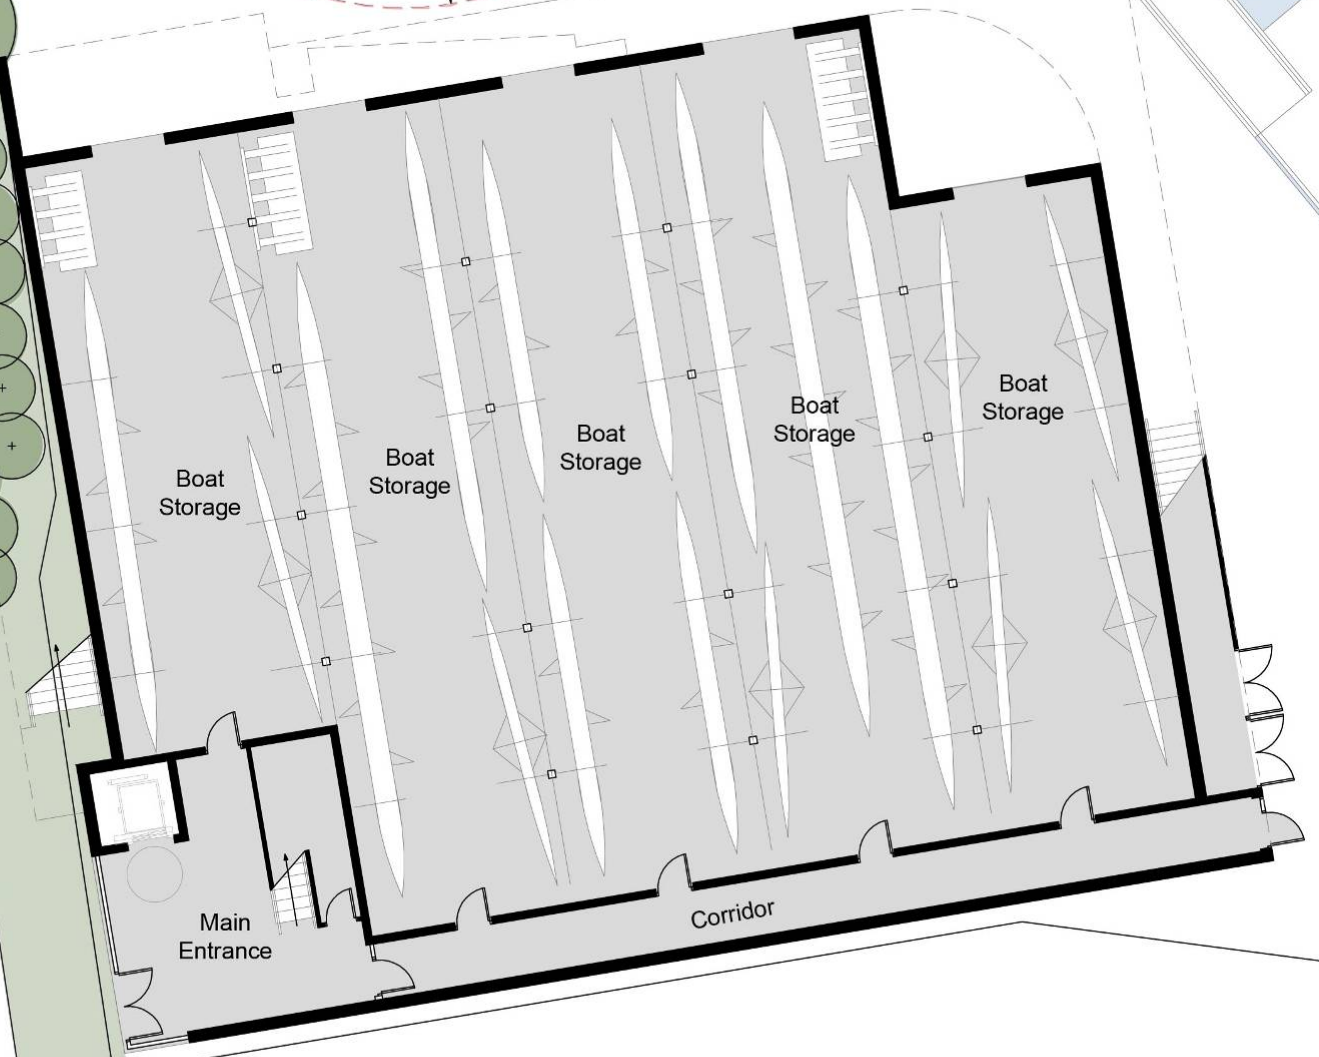 Boat
Storage
Boat
Storage
Boat
Storage
Boat
Storage
Boat
Storage
Main
Entrance
Corridor